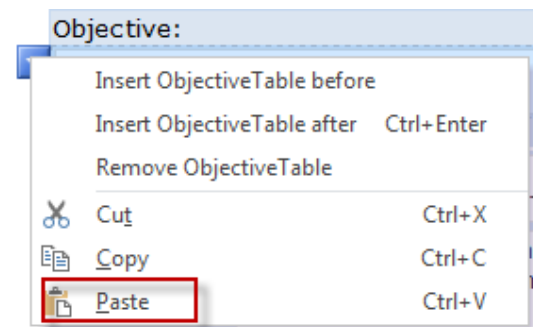 Objective:
Insert ObjectiveTable before
Insert ObjectiveTable after Ctrl+Enter
Remove ObjectiveTable
Cut Ctrl+X
Copy Ctrl+C
Paste Ctrl+V